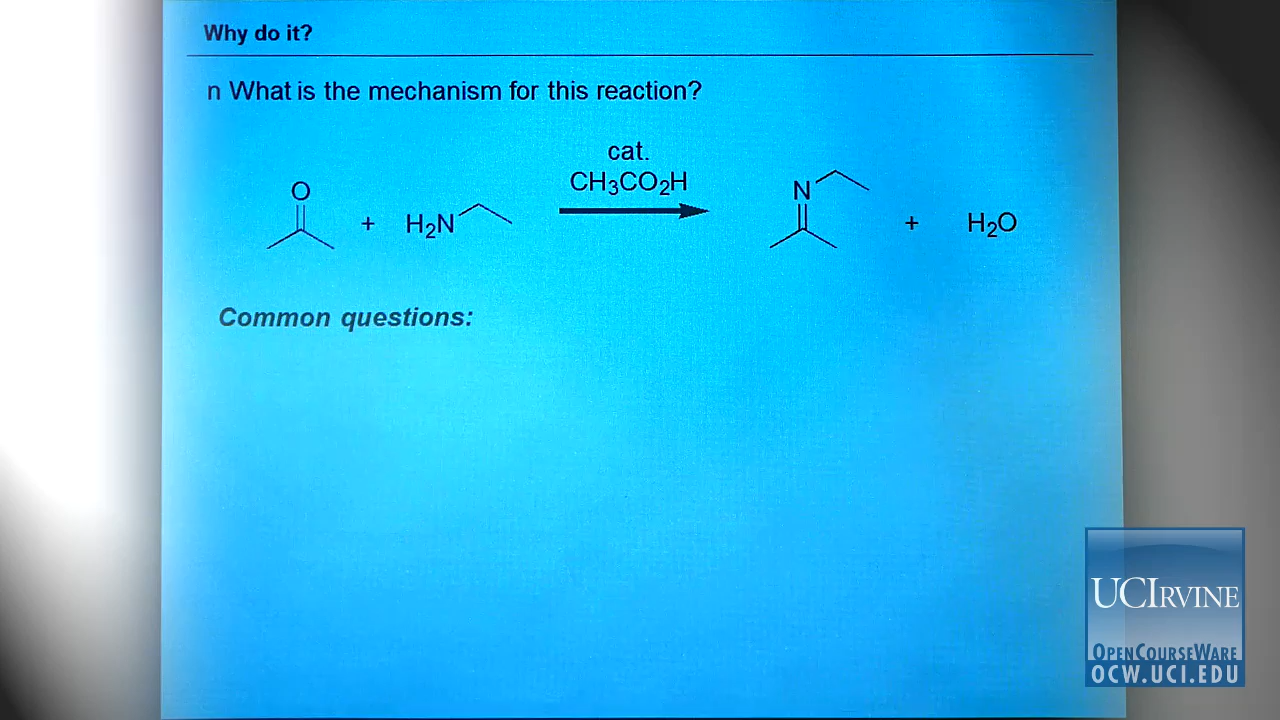 Why do it?
n What is the mechanism for this reaction?
cat.
CH₃CO₂H
O
+
H₂N
N
+
H₂O
Common questions:
UCIRVINE
OPENCOURSEWARE
OCW.UCI.EDU